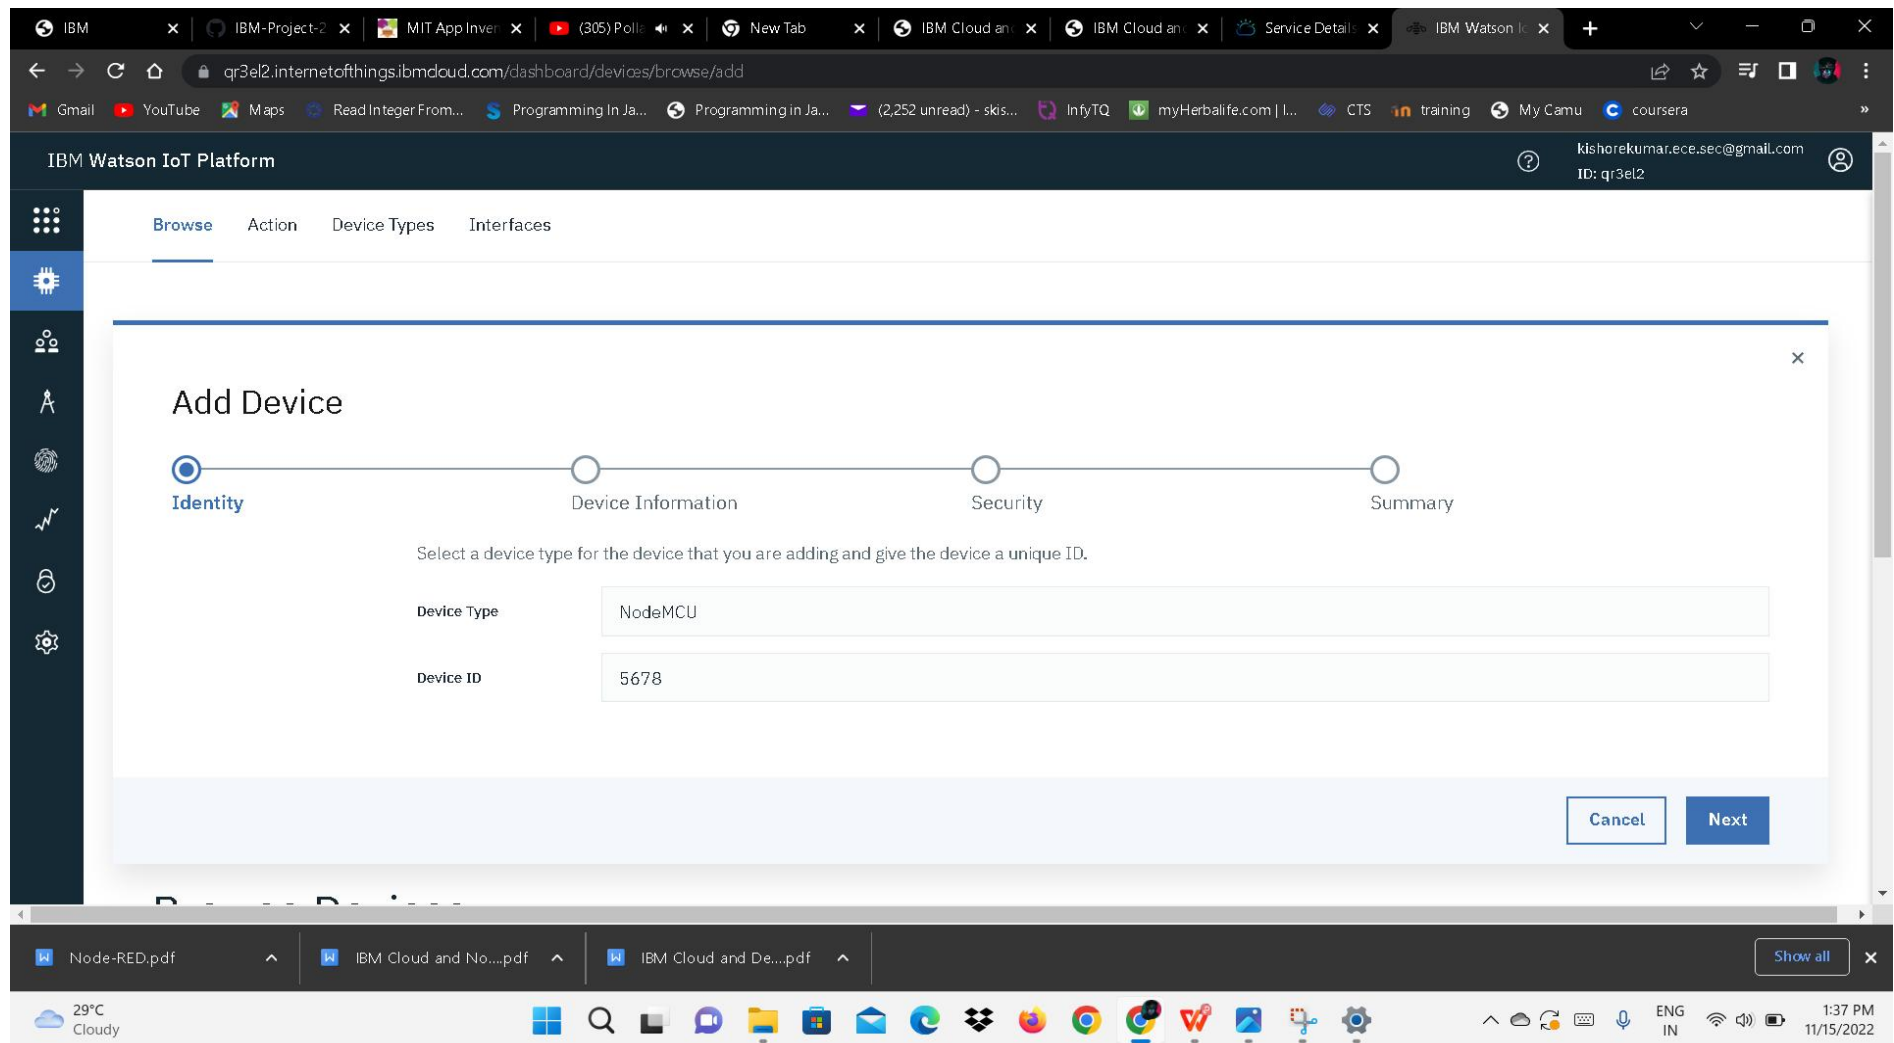 IBM
IBM-Project-2
MIT App Inven
(305) Polla
New Tab
IBM Cloud and
IBM Cloud and
Service Details
IBM Watson Io
qr3el2.internetofthings.ibmcloud.com/dashboard/devices/browse/add
Gmail YouTube Maps Read Integer From... Programming In Ja... Programming in Ja... (2,252 unread) - skis... InfyTQ myHerbalife.com | I... CTS training My Camu coursera »
IBM Watson IoT Platform
kishorekumar.ece.sec@gmail.com
ID: qr3el2
Browse Action Device Types Interfaces
Add Device
Identity Device Information Security Summary
Select a device type for the device that you are adding and give the device a unique ID.
Device Type NodeMCU
Device ID 5678
Cancel Next
Node-RED.pdf IBM Cloud and No....pdf IBM Cloud and De....pdf Show all
29°C
Cloudy
ENG
IN
1:37 PM
11/15/2022